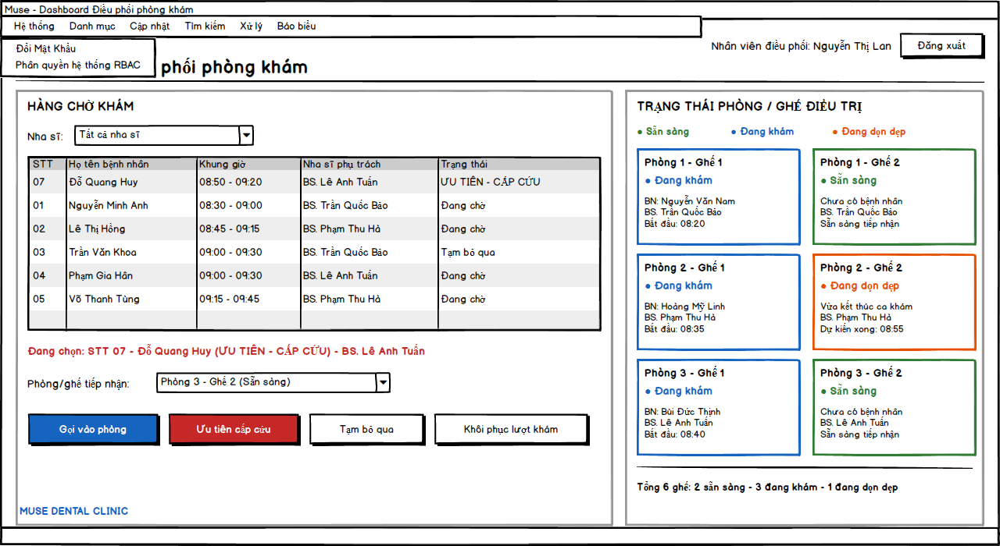 Muse - Dashboard Điều phối phòng khám
Hệ thống Danh mục Cập nhật Tìm kiếm Xử lý Báo biểu
Đổi Mật Khẩu
Phân quyền hệ thống RBAC
phối phòng khám
Nhân viên điều phối: Nguyễn Thị Lan
Đăng xuất
HÀNG CHỜ KHÁM
Nha sĩ: Tất cả nha sĩ
STT Họ tên bệnh nhân Khung giờ Nha sĩ phụ trách Trạng thái
07 Đỗ Quang Huy 08:50 - 09:20 BS. Lê Anh Tuấn ƯU TIÊN - CẤP CỨU
01 Nguyễn Minh Anh 08:30 - 09:00 BS. Trần Quốc Bảo Đang chờ
02 Lê Thị Hồng 08:45 - 09:15 BS. Phạm Thu Hà Đang chờ
03 Trần Văn Khoa 09:00 - 09:30 BS. Trần Quốc Bảo Tạm bỏ qua
04 Phạm Gia Hân 09:00 - 09:30 BS. Lê Anh Tuấn Đang chờ
05 Võ Thanh Tùng 09:15 - 09:45 BS. Phạm Thu Hà Đang chờ
Đang chọn: STT 07 - Đỗ Quang Huy (ƯU TIÊN - CẤP CỨU) - BS. Lê Anh Tuấn
Phòng/ghế tiếp nhận: Phòng 3 - Ghế 2 (Sẵn sàng)
Gọi vào phòng Ưu tiên cấp cứu Tạm bỏ qua Khôi phục lượt khám
MUSE DENTAL CLINIC
TRẠNG THÁI PHÒNG / GHẾ ĐIỀU TRỊ
● Sẵn sàng ● Đang khám ● Đang dọn dẹp
Phòng 1 - Ghế 1
● Đang khám
BN: Nguyễn Văn Nam
BS. Trần Quốc Bảo
Bắt đầu: 08:20
Phòng 1 - Ghế 2
● Sẵn sàng
Chưa có bệnh nhân
BS. Trần Quốc Bảo
Sẵn sàng tiếp nhận
Phòng 2 - Ghế 1
● Đang khám
BN: Hoàng Mỹ Linh
BS. Phạm Thu Hà
Bắt đầu: 08:35
Phòng 2 - Ghế 2
● Đang dọn dẹp
Vừa kết thúc ca khám
BS. Phạm Thu Hà
Dự kiến xong: 08:55
Phòng 3 - Ghế 1
● Đang khám
BN: Bùi Đức Thịnh
BS. Lê Anh Tuấn
Bắt đầu: 08:40
Phòng 3 - Ghế 2
● Sẵn sàng
Chưa có bệnh nhân
BS. Lê Anh Tuấn
Sẵn sàng tiếp nhận
Tổng 6 ghế: 2 sẵn sàng - 3 đang khám - 1 đang dọn dẹp